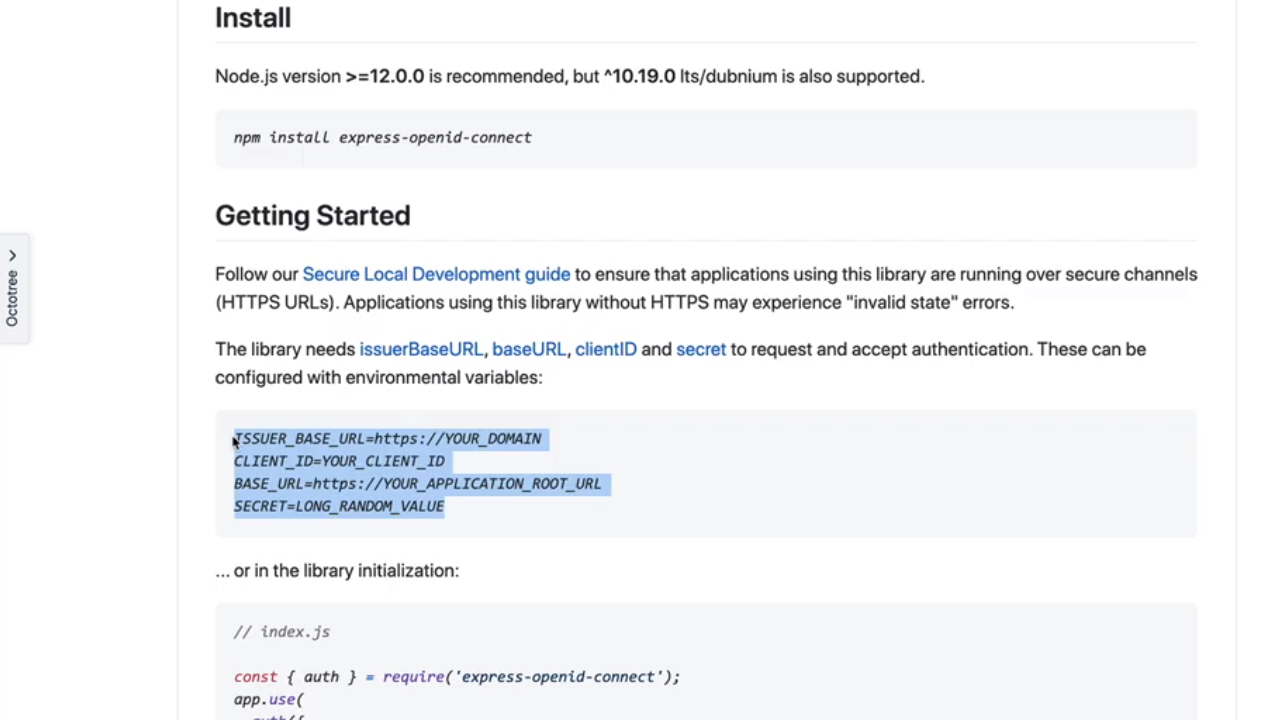 Install
Node.js version >=12.0.0 is recommended, but ^10.19.0 lts/dubnium is also supported.
npm install express-openid-connect
Getting Started
Octotree
Follow our Secure Local Development guide to ensure that applications using this library are running over secure channels
(HTTPS URLs). Applications using this library without HTTPS may experience "invalid state" errors.
The library needs issuerBaseURL, baseURL, clientID and secret to request and accept authentication. These can be
configured with environmental variables:
ISSUER_BASE_URL=https://YOUR_DOMAIN
CLIENT_ID=YOUR_CLIENT_ID
BASE_URL=https://YOUR_APPLICATION_ROOT_URL
SECRET=LONG_RANDOM_VALUE
... or in the library initialization:
// index.js
const { auth } = require('express-openid-connect');
app.use(
auth({